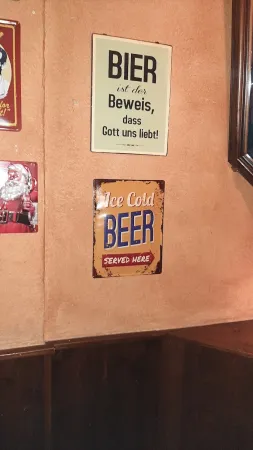 BIER
ist der
Beweis,
dass
Gott uns liebt!
Ice Cold
BEER
SERVED HERE